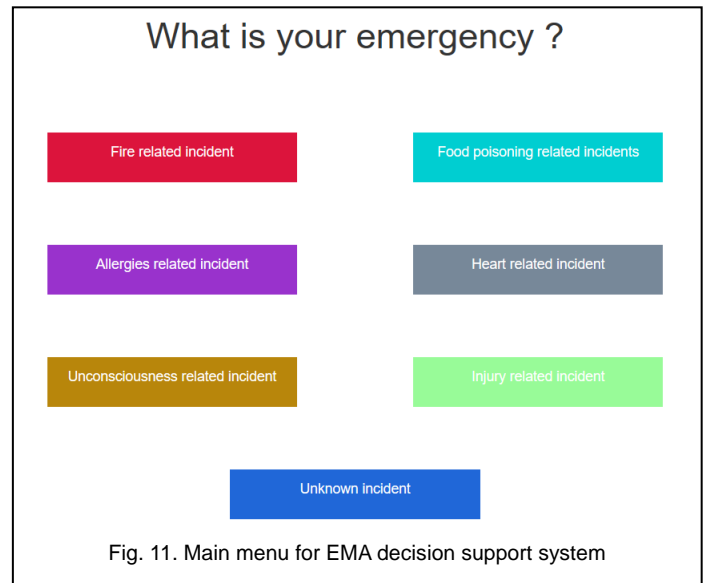 What is your emergency ?
Fire related incident
Food poisoning related incidents
Allergies related incident
Heart related incident
Unconsciousness related incident
Injury related incident
Unknown incident
Fig. 11. Main menu for EMA decision support system